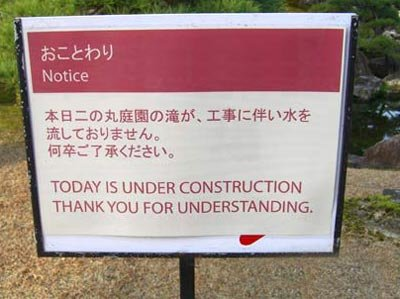 おことわり
Notice
本日二の丸庭園の滝が、工事に伴い水を
流しておりません。
何卒ご了承ください。
TODAY IS UNDER CONSTRUCTION
THANK YOU FOR UNDERSTANDING.